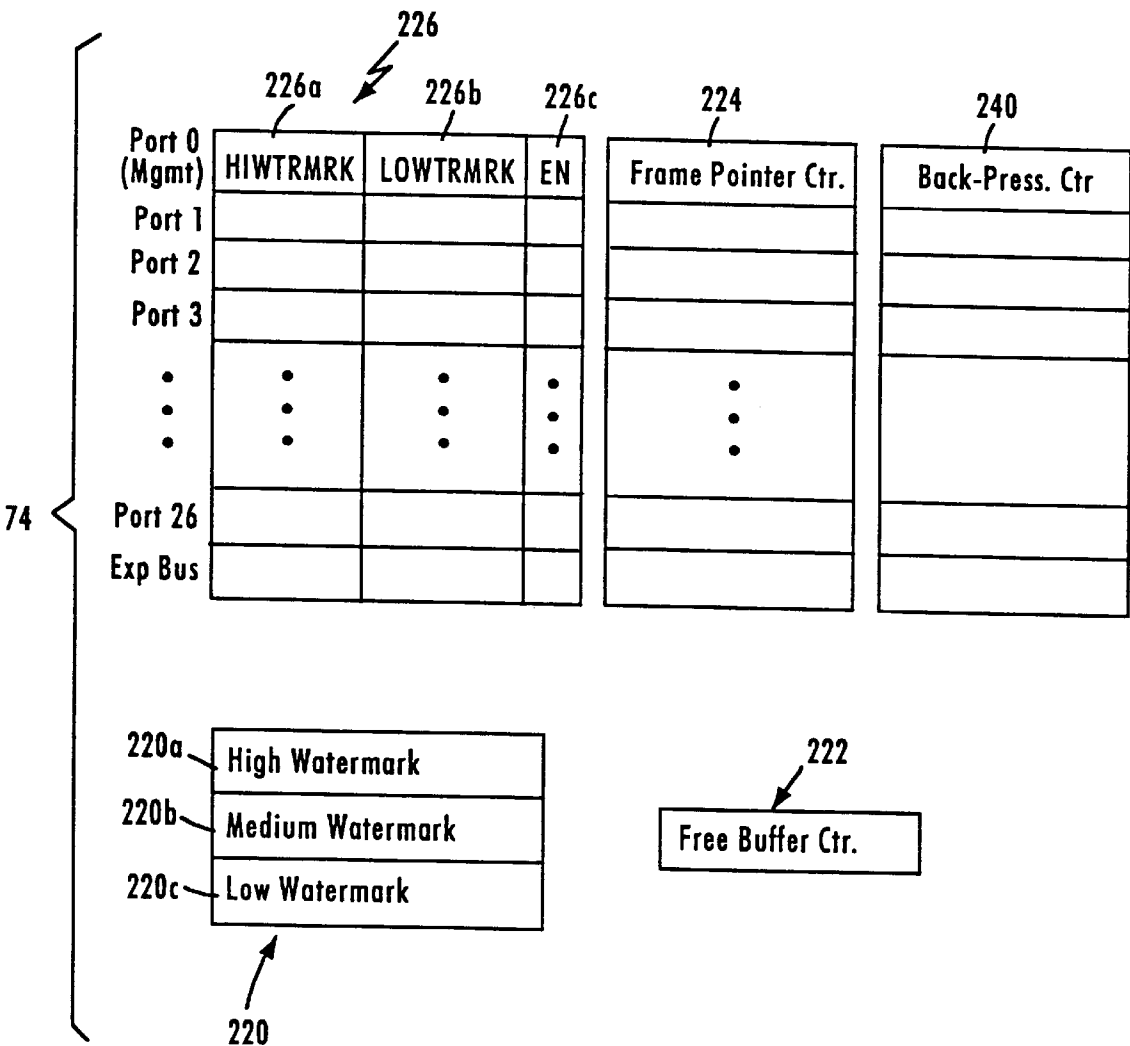 226
226a 226b 226c 224 240
Port 0
(Mgmt) HIWTRMRK LOWTRMRK EN Frame Pointer Ctr. Back-Press. Ctr
Port 1
Port 2
Port 3
74
Port 26
Exp Bus
220a High Watermark
220b Medium Watermark
220c Low Watermark
220
222
Free Buffer Ctr.